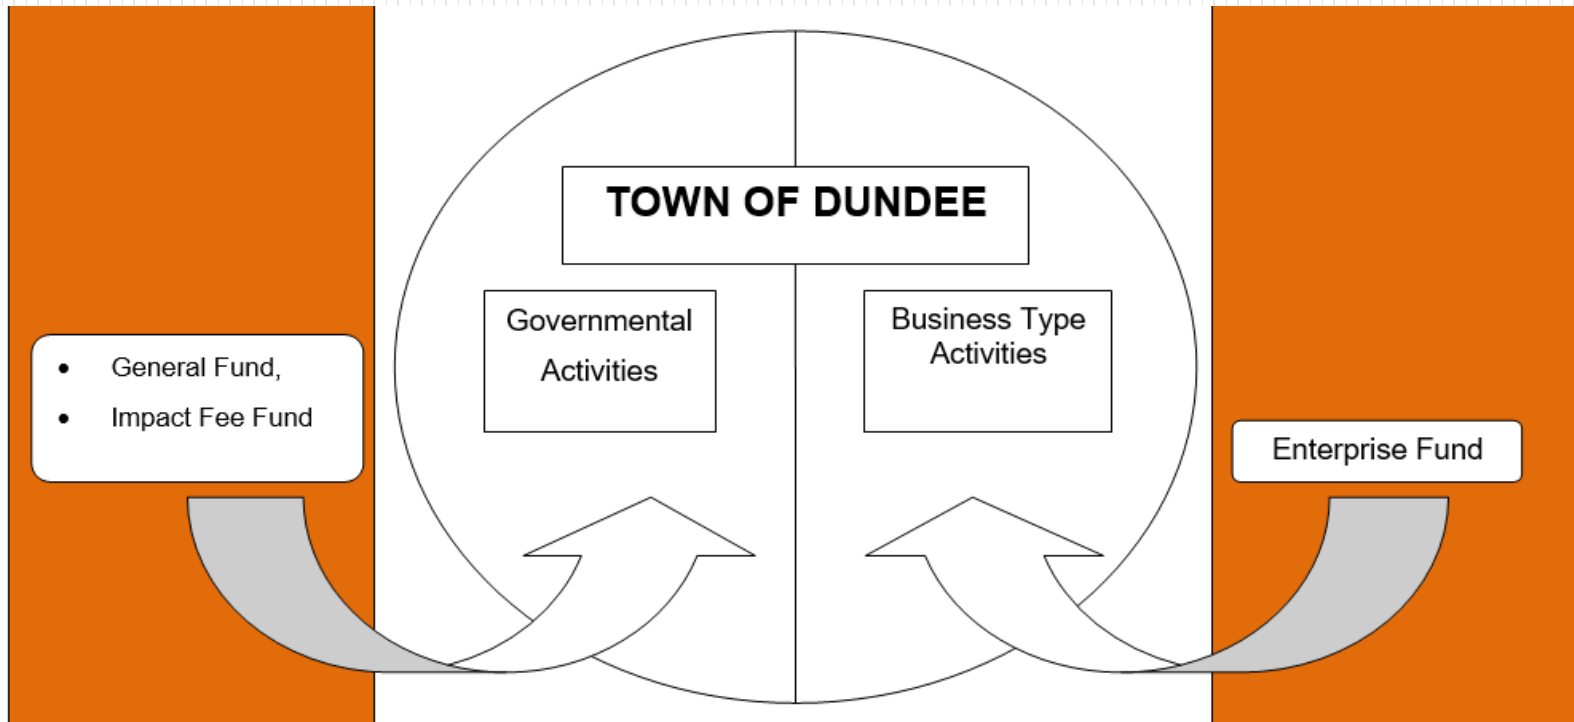 TOWN OF DUNDEE
Governmental
Activities
Business Type
Activities
• General Fund,
• Impact Fee Fund
Enterprise Fund